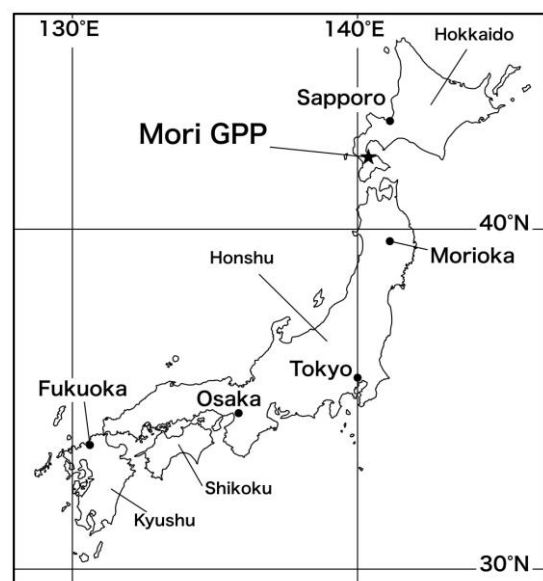 130°E 140°E
Hokkaido
Sapporo
Mori GPP
40°N
Morioka
Honshu
Tokyo
Fukuoka
Osaka
Shikoku
Kyushu
30°N